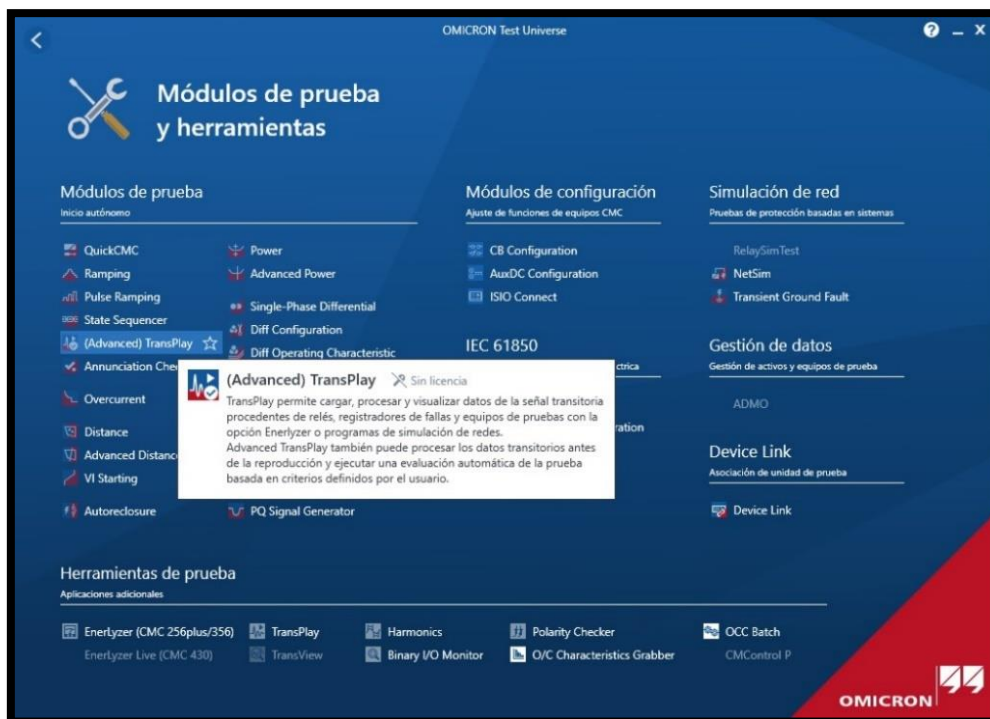 OMICRON Test Universe
Módulos de prueba
y herramientas
Módulos de prueba
Inicio autónomo
QuickCMC
Ramping
Pulse Ramping
State Sequencer
(Advanced) TransPlay
Annunciation Che
Overcurrent
Distance
Advanced Distanc
VI Starting
Autoreclosure
Power
Advanced Power
Single-Phase Differential
Diff Configuration
Diff Operating Characteristic
PQ Signal Generator
(Advanced) TransPlay Sin licencia
TransPlay permite cargar, procesar y visualizar datos de la señal transitoria
procedentes de relés, registradores de fallas y equipos de pruebas con la
opción Enerlyzer o programas de simulación de redes.
Advanced TransPlay también puede procesar los datos transitorios antes
de la reproducción y ejecutar una evaluación automática de la prueba
basada en criterios definidos por el usuario.
Módulos de configuración
Ajuste de funciones de equipos CMC
CB Configuration
AuxDC Configuration
ISIO Connect
IEC 61850
ctrica
ration
Simulación de red
Pruebas de protección basadas en sistemas
RelaySimTest
NetSim
Transient Ground Fault
Gestión de datos
Gestión de activos y equipos de prueba
ADMO
Device Link
Asociación de unidad de prueba
Device Link
Herramientas de prueba
Aplicaciones adicionales
EnerLyzer (CMC 256plus/356)
EnerLyzer Live (CMC 430)
TransPlay
TransView
Harmonics
Binary I/O Monitor
Polarity Checker
O/C Characteristics Grabber
OCC Batch
CMControl P
OMICRON